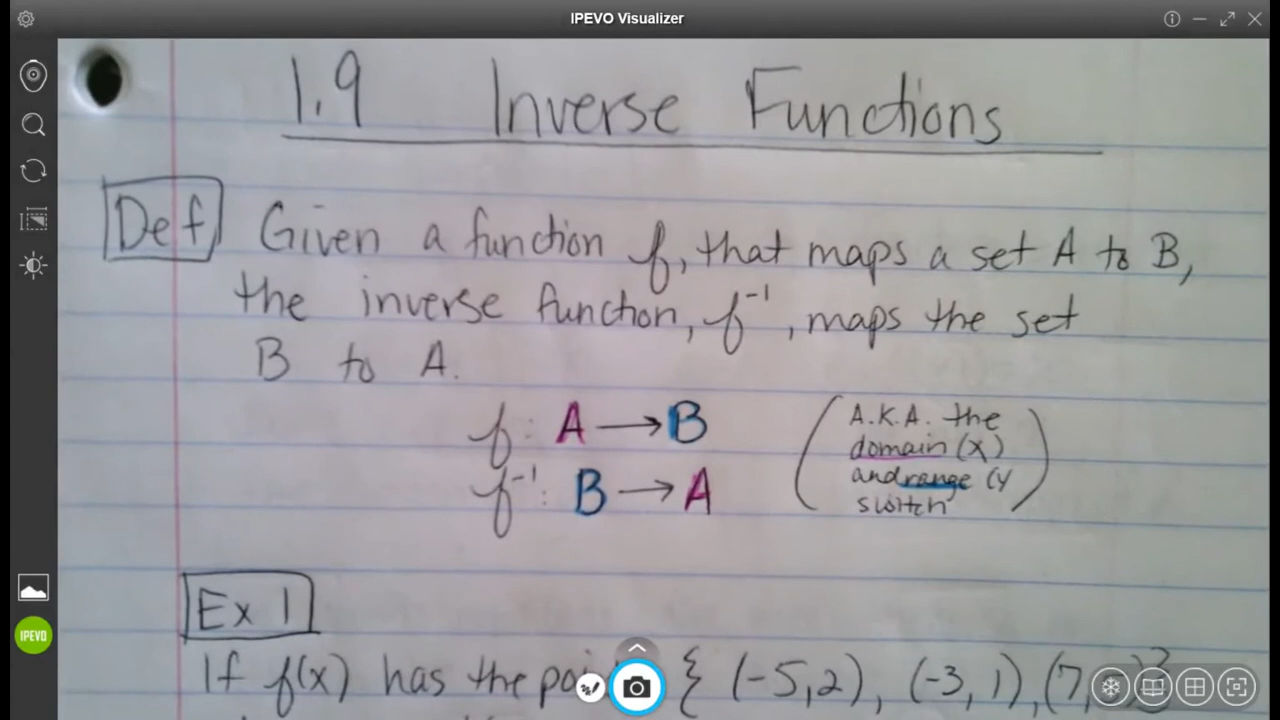 IPEVO Visualizer
1.9 Inverse Functions
Def Given a function f, that maps a set A to B,
the inverse function, f⁻¹, maps the set
B to A.
f: A → B
f⁻¹: B → A
(A.K.A. the
domain (x)
and range (y
switch)
Ex 1
IPEVO
If f(x) has the { (-5,2), (-3,1), (7,